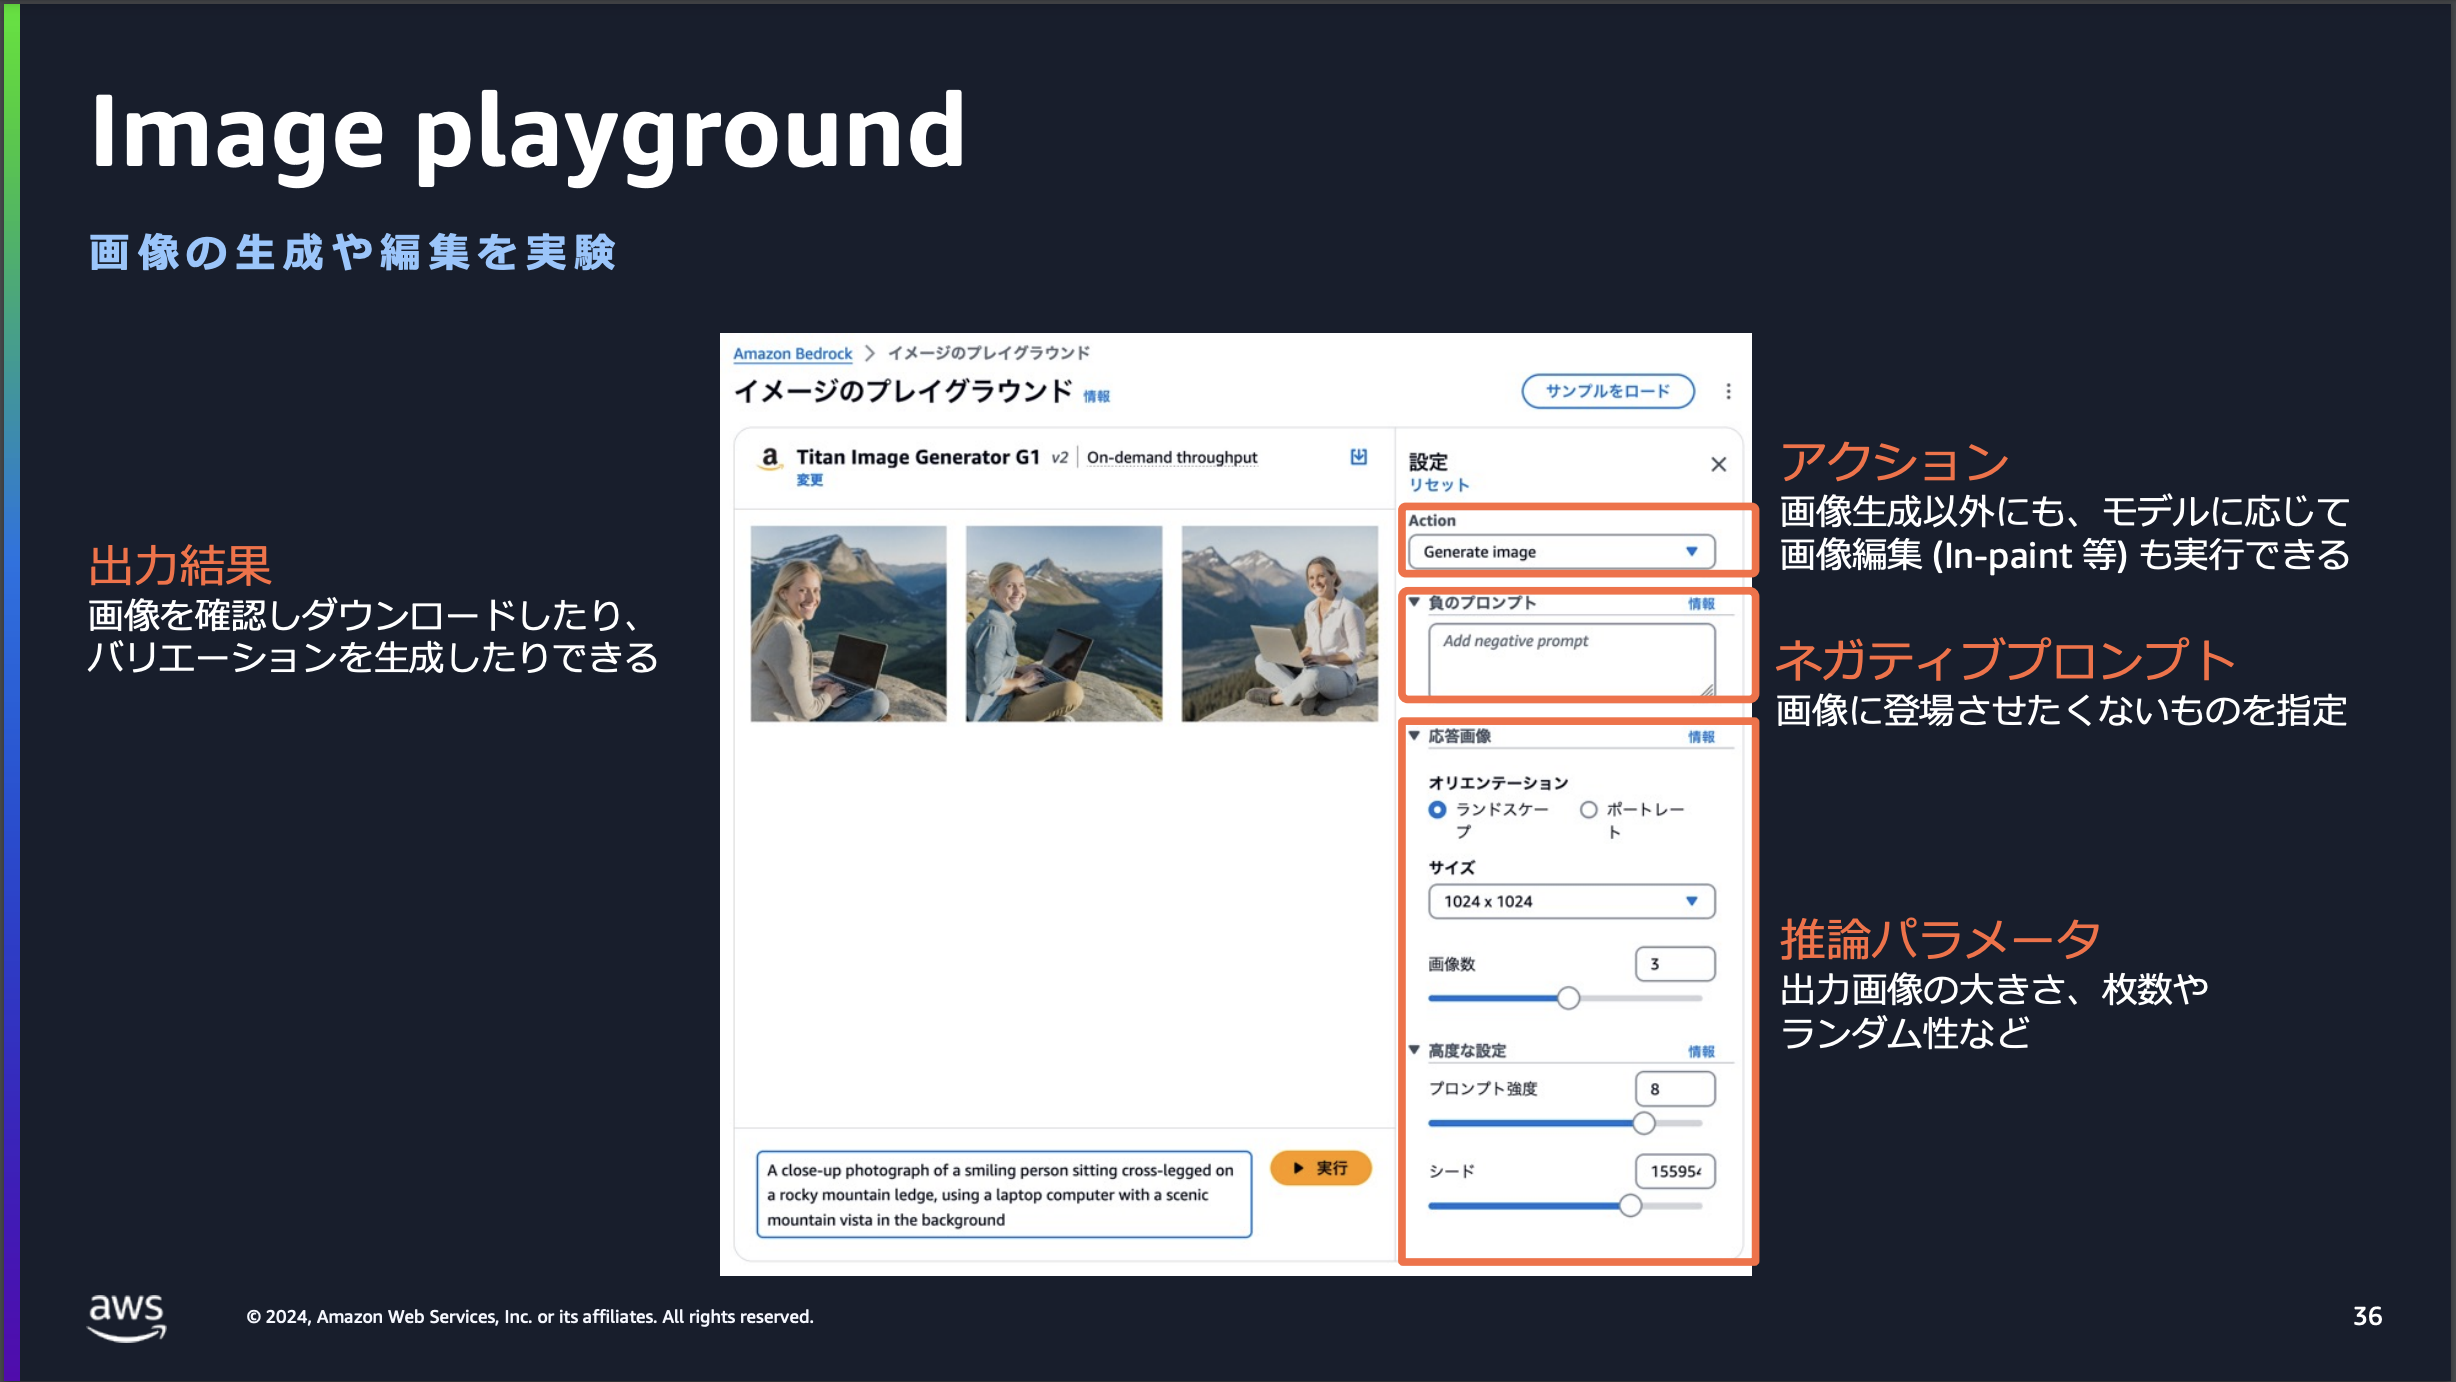 Image playground
画像の生成や編集を実験
出力結果
画像を確認しダウンロードしたり、
バリエーションを生成したりできる
Amazon Bedrock > イメージのプレイグラウンド
イメージのプレイグラウンド 情報
サンプルをロード
a Titan Image Generator G1 v2 | On-demand throughput
変更
A close-up photograph of a smiling person sitting cross-legged on
a rocky mountain ledge, using a laptop computer with a scenic
mountain vista in the background
実行
設定
リセット
Action
Generate image
負のプロンプト 情報
Add negative prompt
応答画像 情報
オリエンテーション
ランドスケー
プ
ポートレー
ト
サイズ
1024 x 1024
画像数 3
高度な設定 情報
プロンプト強度 8
シード 15595
アクション
画像生成以外にも、モデルに応じて
画像編集 (In-paint 等) も実行できる
ネガティブプロンプト
画像に登場させたくないものを指定
推論パラメータ
出力画像の大きさ、枚数や
ランダム性など
aws
© 2024, Amazon Web Services, Inc. or its affiliates. All rights reserved.
36